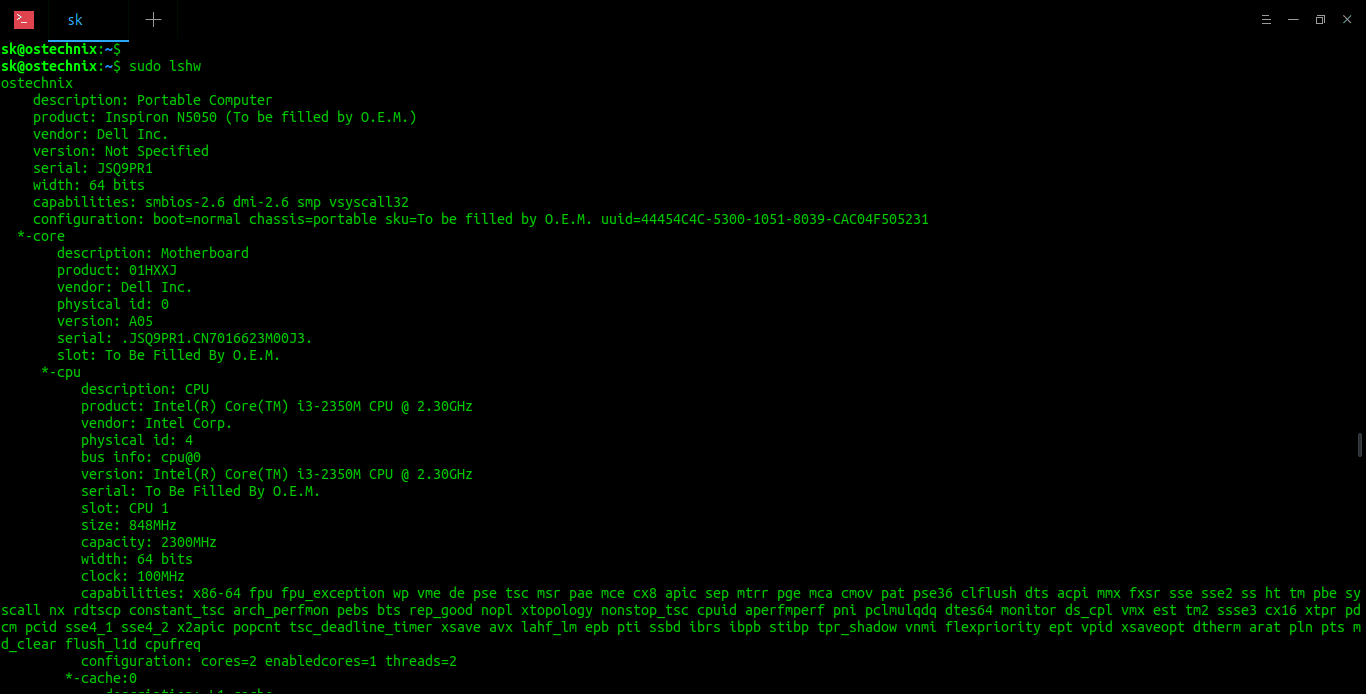 sk
sk@ostechnix:~$
sk@ostechnix:~$ sudo lshw
ostechnix
    description: Portable Computer
    product: Inspiron N5050 (To be filled by O.E.M.)
    vendor: Dell Inc.
    version: Not Specified
    serial: JSQ9PR1
    width: 64 bits
    capabilities: smbios-2.6 dmi-2.6 smp vsyscall32
    configuration: boot=normal chassis=portable sku=To be filled by O.E.M. uuid=44454C4C-5300-1051-8039-CAC04F505231
  *-core
       description: Motherboard
       product: 01HXXJ
       vendor: Dell Inc.
       physical id: 0
       version: A05
       serial: .JSQ9PR1.CN7016623M00J3.
       slot: To Be Filled By O.E.M.
     *-cpu
          description: CPU
          product: Intel(R) Core(TM) i3-2350M CPU @ 2.30GHz
          vendor: Intel Corp.
          physical id: 4
          bus info: cpu@0
          version: Intel(R) Core(TM) i3-2350M CPU @ 2.30GHz
          serial: To Be Filled By O.E.M.
          slot: CPU 1
          size: 848MHz
          capacity: 2300MHz
          width: 64 bits
          clock: 100MHz
          capabilities: x86-64 fpu fpu_exception wp vme de pse tsc msr pae mce cx8 apic sep mtrr pge mca cmov pat pse36 clflush dts acpi mmx fxsr sse sse2 ss ht tm pbe sy
scall nx rdtscp constant_tsc arch_perfmon pebs bts rep_good nopl xtopology nonstop_tsc cpuid aperfmperf pni pclmulqdq dtes64 monitor ds_cpl vmx est tm2 ssse3 cx16 xtpr pd
cm pcid sse4_1 sse4_2 x2apic popcnt tsc_deadline_timer xsave avx lahf_lm epb pti ssbd ibrs ibpb stibp tpr_shadow vnmi flexpriority ept vpid xsaveopt dtherm arat pln pts m
d_clear flush_l1d cpufreq
          configuration: cores=2 enabledcores=1 threads=2
        *-cache:0
             description: L1 cache